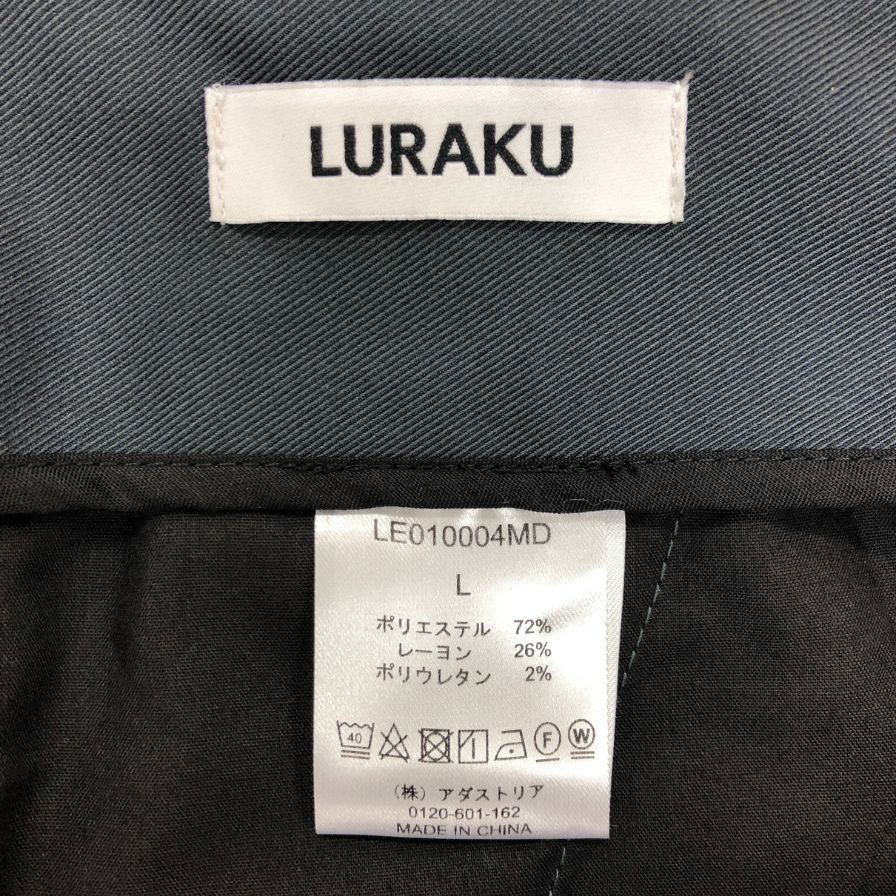 LURAKU
LE010004MD
L
ポリエステル 72%
レーヨン 26%
ポリウレタン 2%
40 F W
(株) アダストリア
0120-601-162
MADE IN CHINA